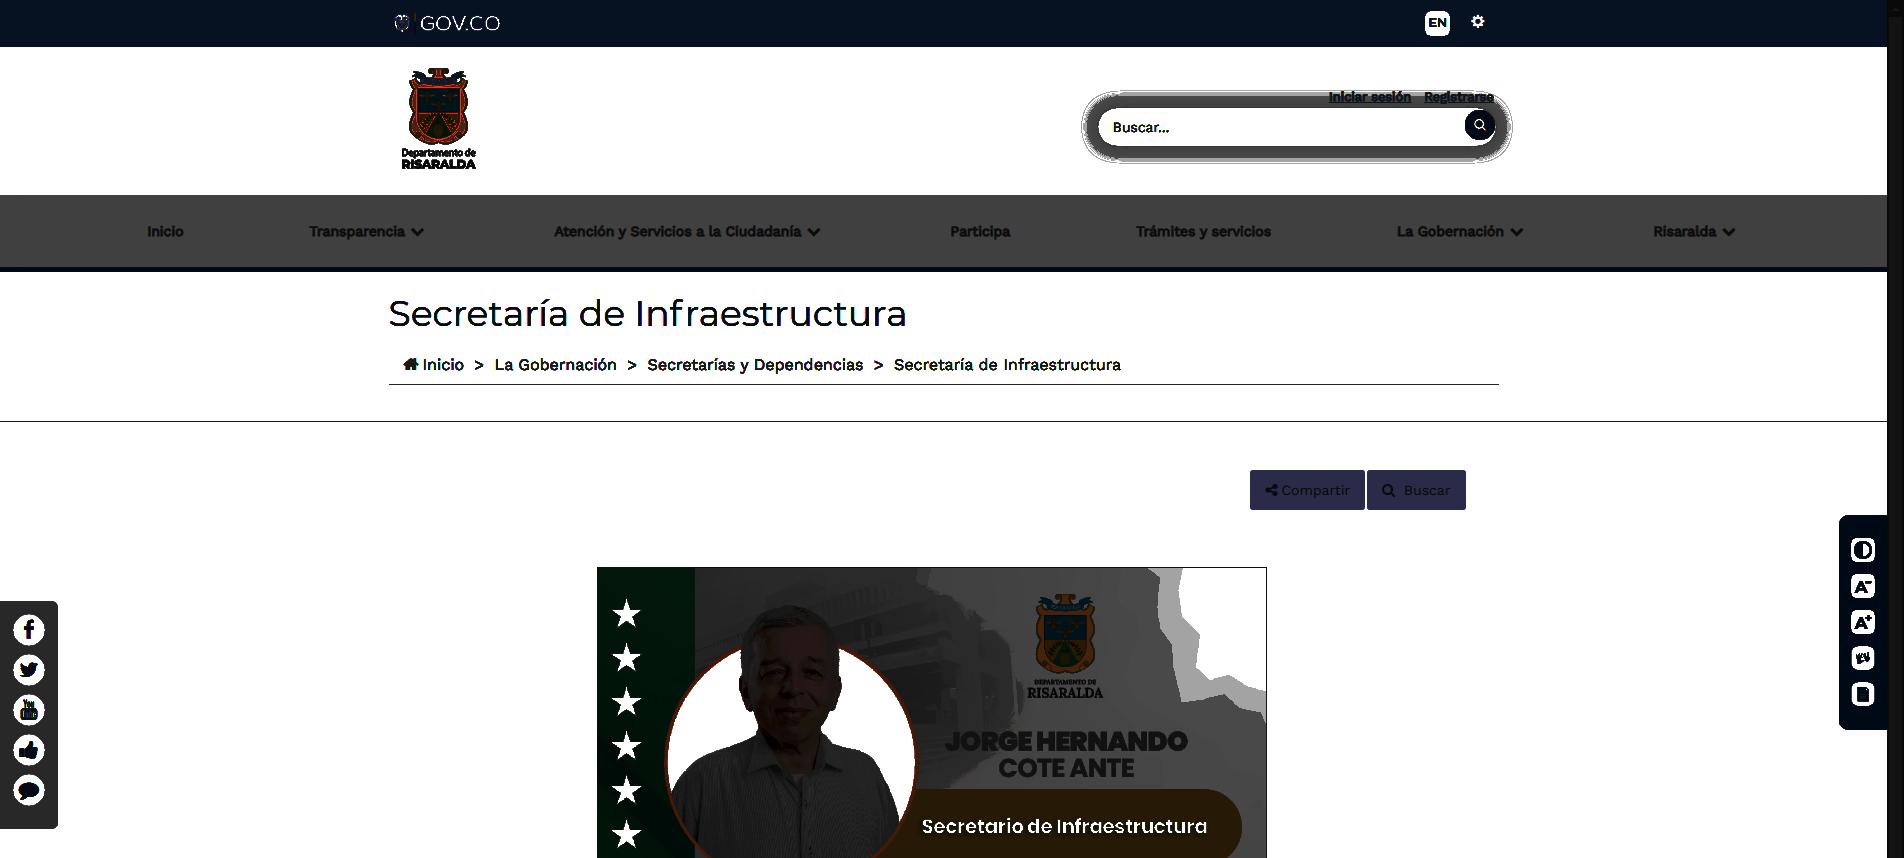 GOV.CO
EN
Departamento de
RISARALDA
Iniciar sesión Registrarse
Buscar...
Inicio Transparencia Atención y Servicios a la Ciudadanía Participa Trámites y servicios La Gobernación Risaralda
Secretaría de Infraestructura
Inicio > La Gobernación > Secretarías y Dependencias > Secretaría de Infraestructura
Compartir Buscar
DEPARTAMENTO DE
RISARALDA
JORGE HERNANDO
COTE ANTE
Secretario de Infraestructura
A-
A+
You
Tube